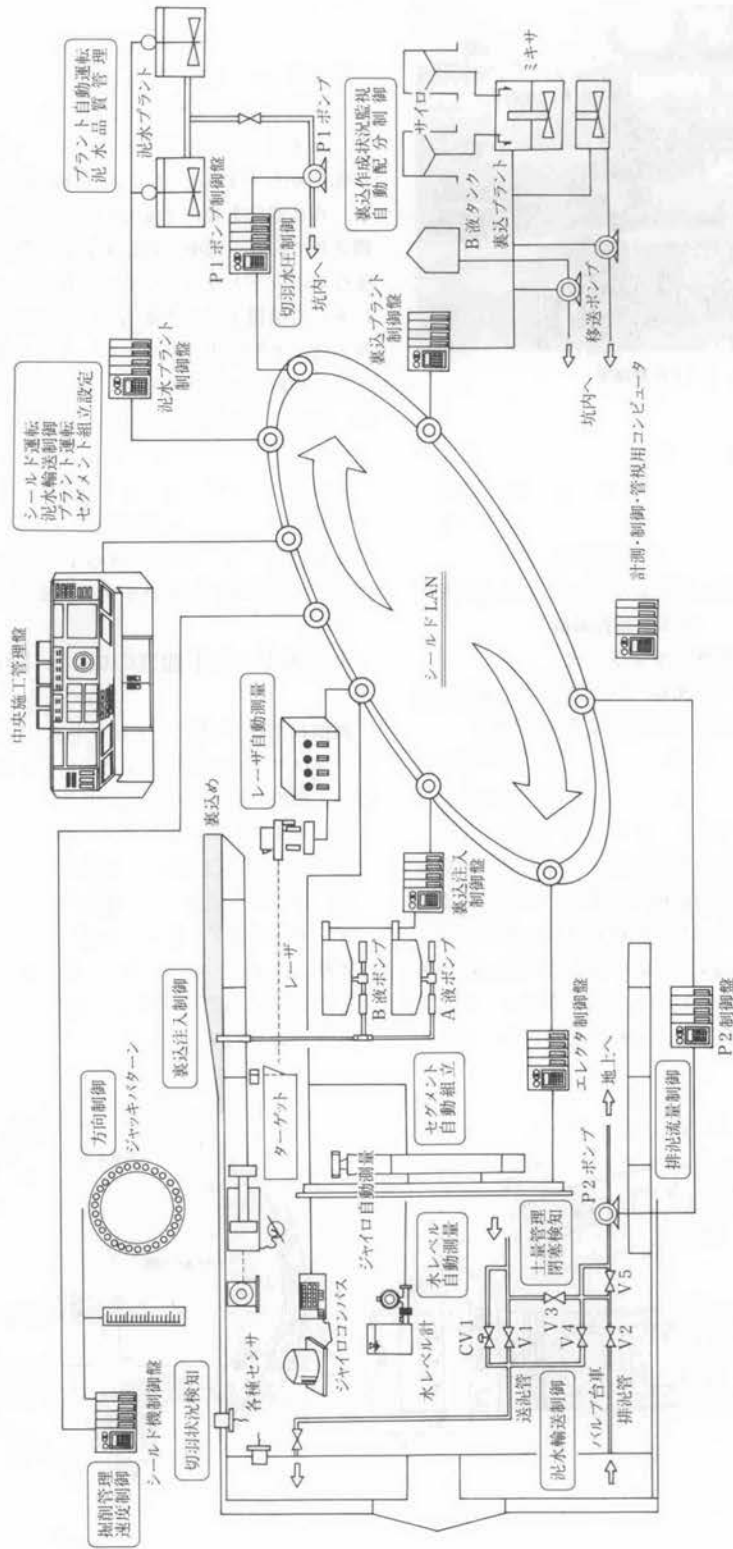 プラント自動運転
泥水品質管理
泥水プラント
P1ポンプ
P1ポンプ制御盤
切羽水圧制御
坑内へ
泥水プラント
制御盤
裏込作成状況監視
自動配分制御
サイロ
ミキサ
B液タンク
裏込プラント
裏込プラント
制御盤
移送ポンプ
坑内へ
シールド運転
泥水輸送制御
プラント運転
セグメント組立設定
中央施工管理盤
シールドLAN
計測・制御・管視用コンピュータ
レーザ自動測量
裏込め
レーザ
裏込注入
制御盤
B液ポンプ
A液ポンプ
裏込注入制御
ターゲット
セグメント
自動組立
エレクタ制御盤
地上へ
P2ポンプ
排泥流量制御
P2制御盤
方向制御
ジャッキパターン
ジャイロ自動測量
水レベル
自動測量
土量管理
閉塞検知
ジャイロコンパス
水レベル計
各種センサ
CV1
V1
V3
V4
V5
V2
送泥管
泥水輸送制御
バルブ台車
排泥管
切羽状況検知
シールド機制御盤
掘削管理
速度制御